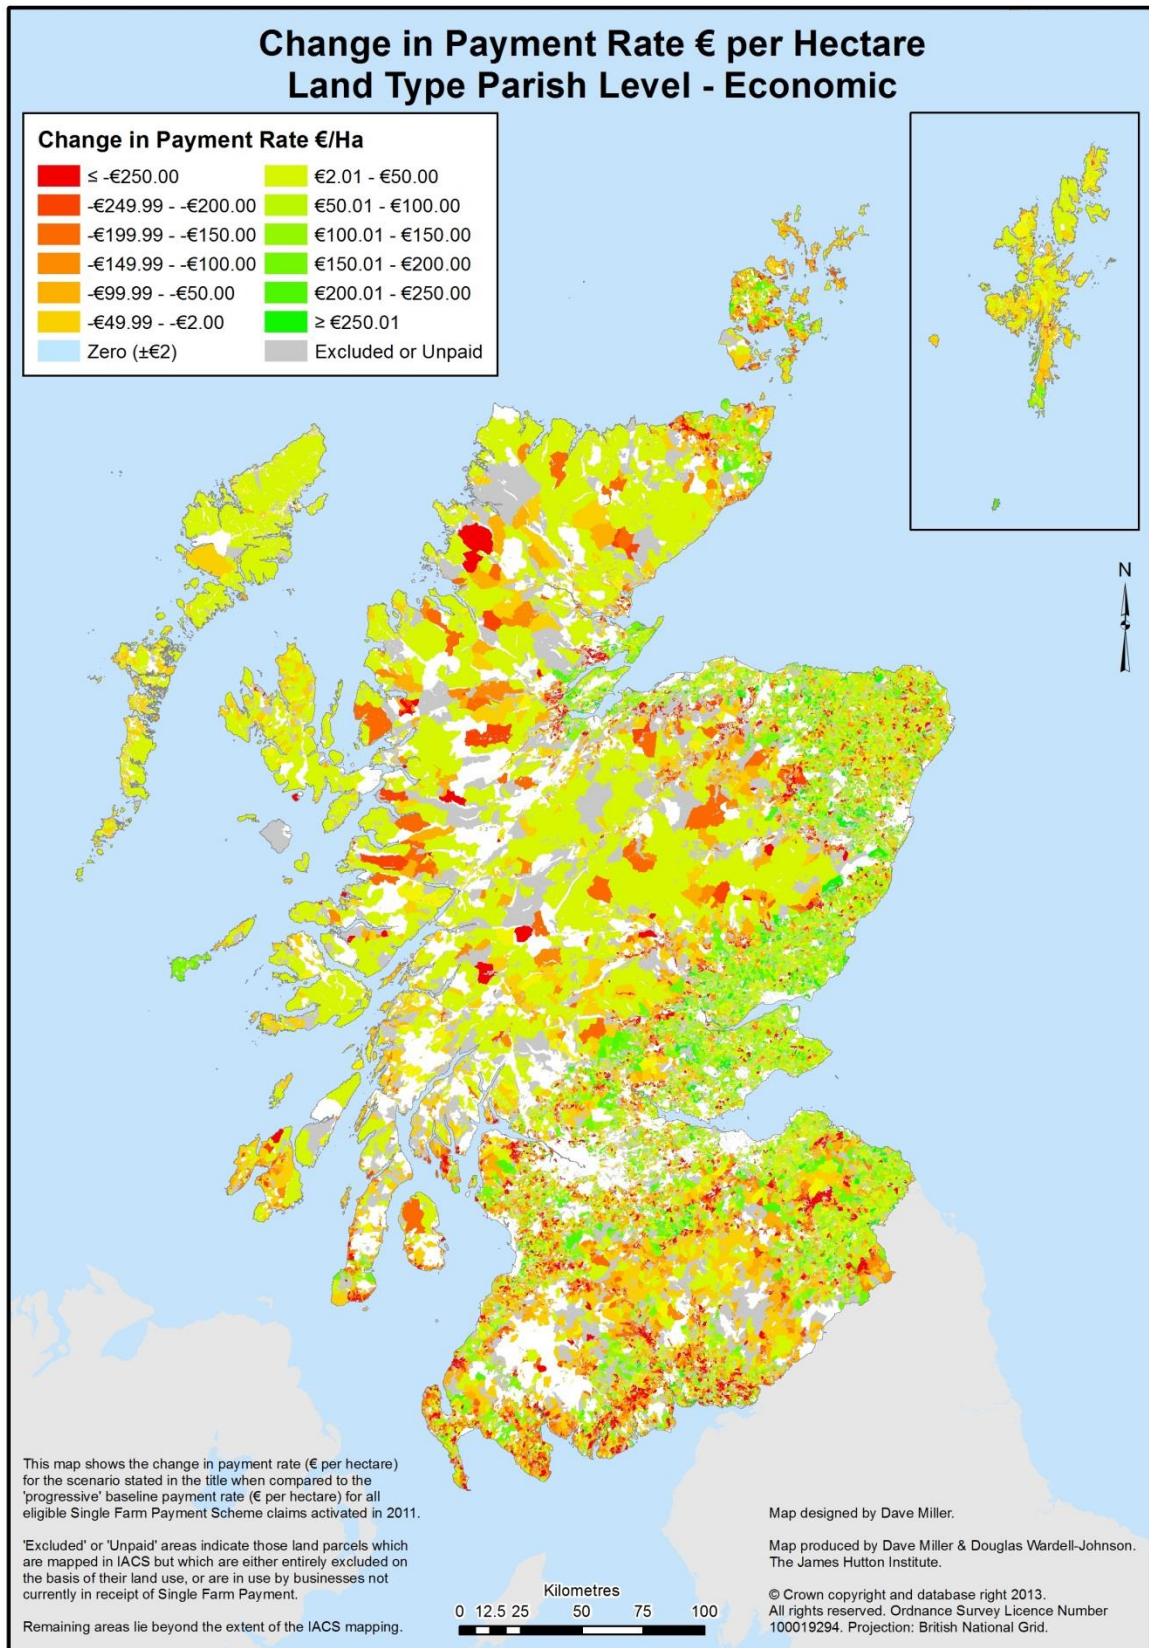 Change in Payment Rate € per Hectare
Land Type Parish Level - Economic
Change in Payment Rate €/Ha
≤ -€250.00
-€249.99 - -€200.00
-€199.99 - -€150.00
-€149.99 - -€100.00
-€99.99 - -€50.00
-€49.99 - -€2.00
Zero (±€2)
€2.01 - €50.00
€50.01 - €100.00
€100.01 - €150.00
€150.01 - €200.00
€200.01 - €250.00
≥ €250.01
Excluded or Unpaid
N
This map shows the change in payment rate (€ per hectare)
for the scenario stated in the title when compared to the
'progressive' baseline payment rate (€ per hectare) for all
eligible Single Farm Payment Scheme claims activated in 2011.
'Excluded' or 'Unpaid' areas indicate those land parcels which
are mapped in IACS but which are either entirely excluded on
the basis of their land use, or are in use by businesses not
currently in receipt of Single Farm Payment.
Remaining areas lie beyond the extent of the IACS mapping.
Kilometres
0 12.5 25 50 75 100
Map designed by Dave Miller.
Map produced by Dave Miller & Douglas Wardell-Johnson.
The James Hutton Institute.
© Crown copyright and database right 2013.
All rights reserved. Ordnance Survey Licence Number
100019294. Projection: British National Grid.